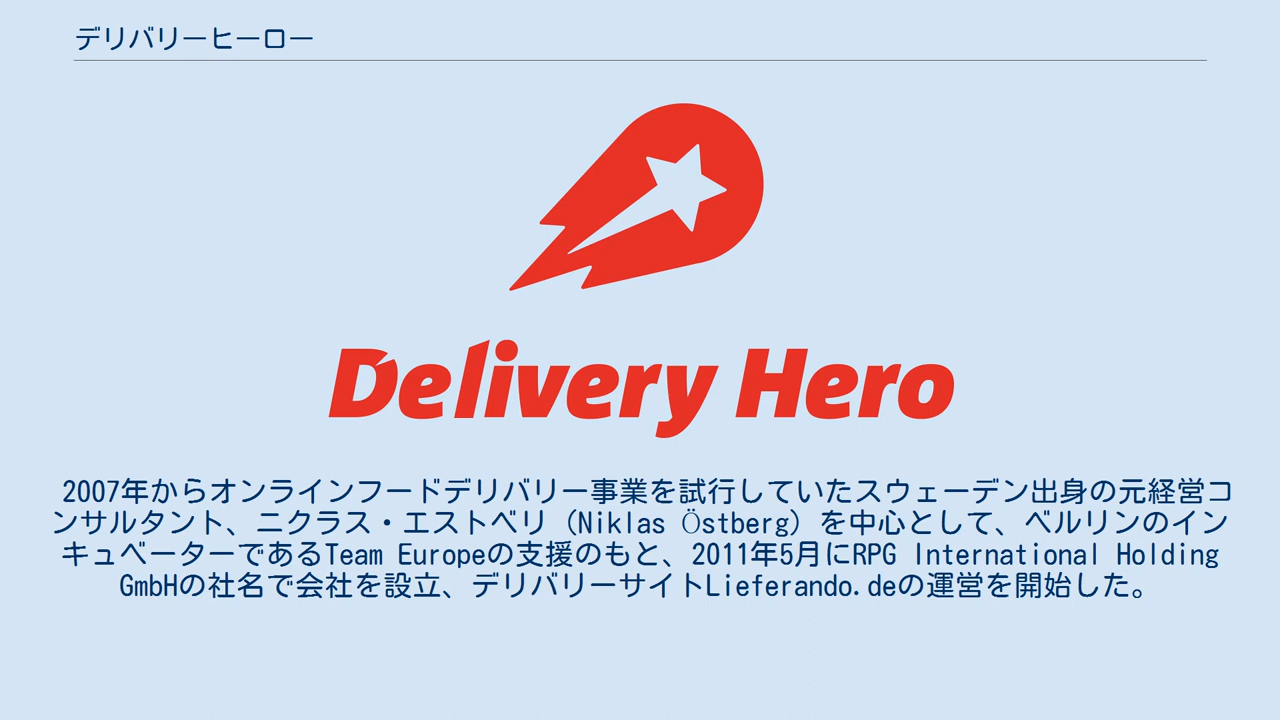 デリバリーヒーロー
Delivery Hero
2007年からオンラインフードデリバリー事業を試行していたスウェーデン出身の元経営コ
ンサルタント、ニクラス・エストベリ（Niklas Östberg）を中心として、ベルリンのイン
キュベーターであるTeam Europeの支援のもと、2011年5月にRPG International Holding
GmbHの社名で会社を設立、デリバリーサイトLieferando.deの運営を開始した。